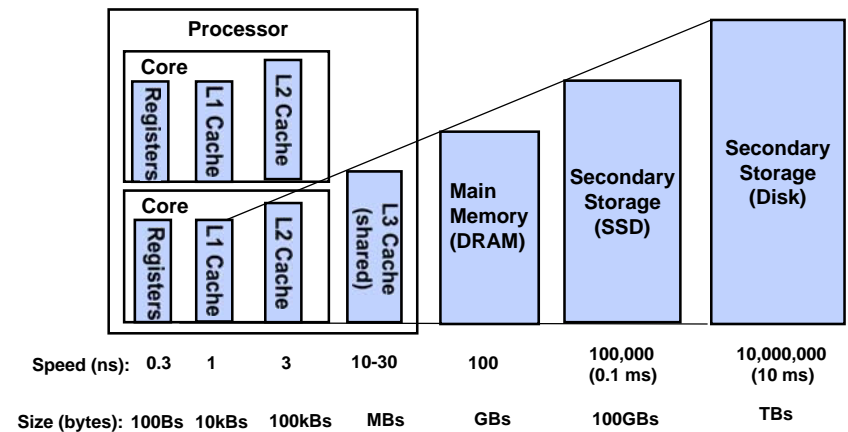 Processor
Core
Registers
L1 Cache
L2 Cache
Core
Registers
L1 Cache
L2 Cache
L3 Cache
(shared)
Main
Memory
(DRAM)
Secondary
Storage
(SSD)
Secondary
Storage
(Disk)
Speed (ns): 0.3 1 3 10-30 100 100,000 10,000,000
(0.1 ms) (10 ms)
Size (bytes): 100Bs 10kBs 100kBs MBs GBs 100GBs TBs